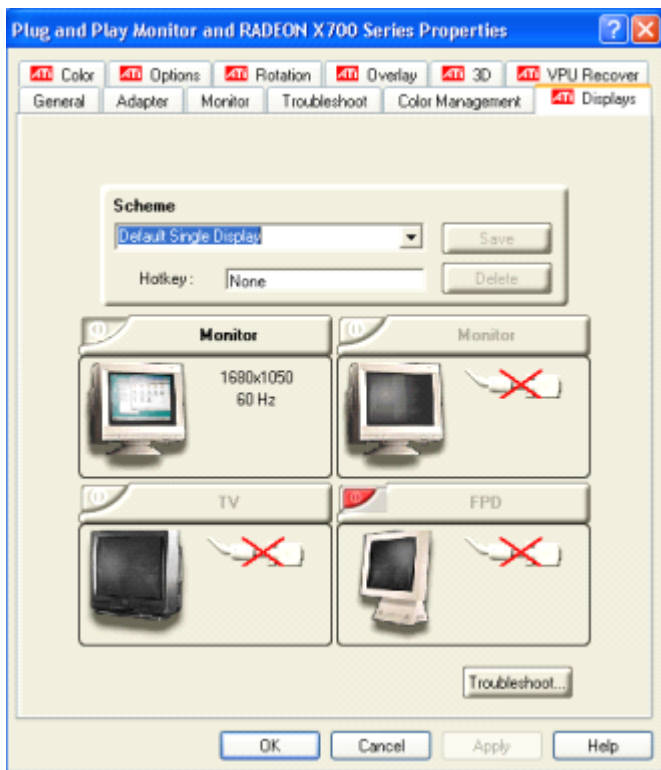 Plug and Play Monitor and RADEON X700 Series Properties
ATI Color ATI Options ATI Rotation ATI Overlay ATI 3D ATI VPU Recover
General Adapter Monitor Troubleshoot Color Management ATI Displays
Scheme
Default Single Display Save
Hotkey: None Delete
Monitor Monitor
1680x1050
60 Hz
TV FPD
Troubleshoot...
OK Cancel Apply Help